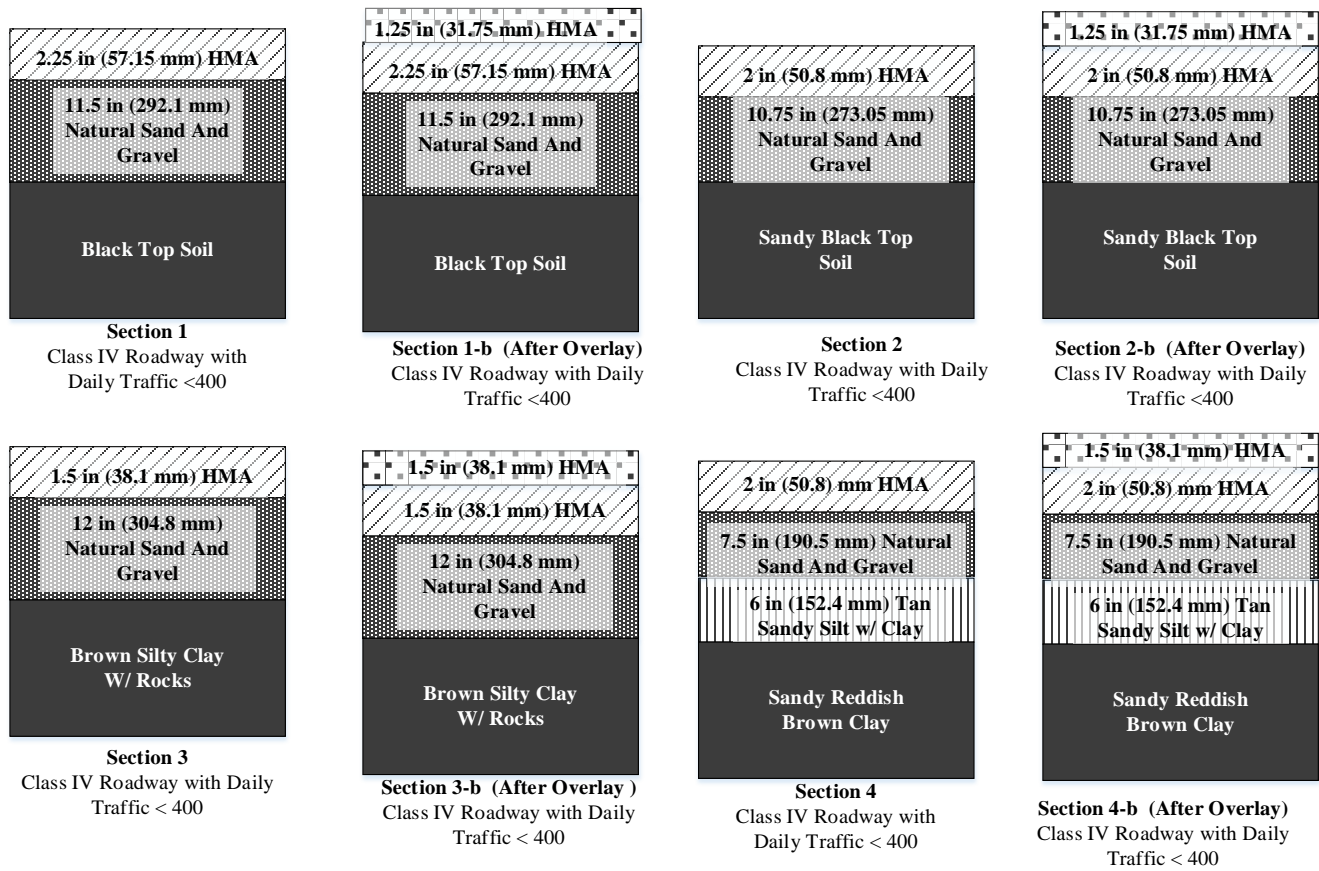 2.25 in (57.15 mm) HMA
11.5 in (292.1 mm)
Natural Sand And
Gravel
Black Top Soil
Section 1
Class IV Roadway with
Daily Traffic <400
1.25 in (31.75 mm) HMA
2.25 in (57.15 mm) HMA
11.5 in (292.1 mm)
Natural Sand And
Gravel
Black Top Soil
Section 1-b (After Overlay)
Class IV Roadway with Daily
Traffic <400
2 in (50.8 mm) HMA
10.75 in (273.05 mm)
Natural Sand And
Gravel
Sandy Black Top
Soil
Section 2
Class IV Roadway with Daily
Traffic <400
1.25 in (31.75 mm) HMA
2 in (50.8 mm) HMA
10.75 in (273.05 mm)
Natural Sand And
Gravel
Sandy Black Top
Soil
Section 2-b (After Overlay)
Class IV Roadway with Daily
Traffic <400
1.5 in (38.1 mm) HMA
12 in (304.8 mm)
Natural Sand And
Gravel
Brown Silty Clay
W/ Rocks
Section 3
Class IV Roadway with Daily
Traffic < 400
1.5 in (38.1 mm) HMA
1.5 in (38.1 mm) HMA
12 in (304.8 mm)
Natural Sand And
Gravel
Brown Silty Clay
W/ Rocks
Section 3-b (After Overlay )
Class IV Roadway with Daily
Traffic < 400
2 in (50.8) mm HMA
7.5 in (190.5 mm) Natural
Sand And Gravel
6 in (152.4 mm) Tan
Sandy Silt w/ Clay
Sandy Reddish
Brown Clay
Section 4
Class IV Roadway with
Daily Traffic < 400
1.5 in (38.1 mm) HMA
2 in (50.8) mm HMA
7.5 in (190.5 mm) Natural
Sand And Gravel
6 in (152.4 mm) Tan
Sandy Silt w/ Clay
Sandy Reddish
Brown Clay
Section 4-b (After Overlay)
Class IV Roadway with Daily
Traffic < 400